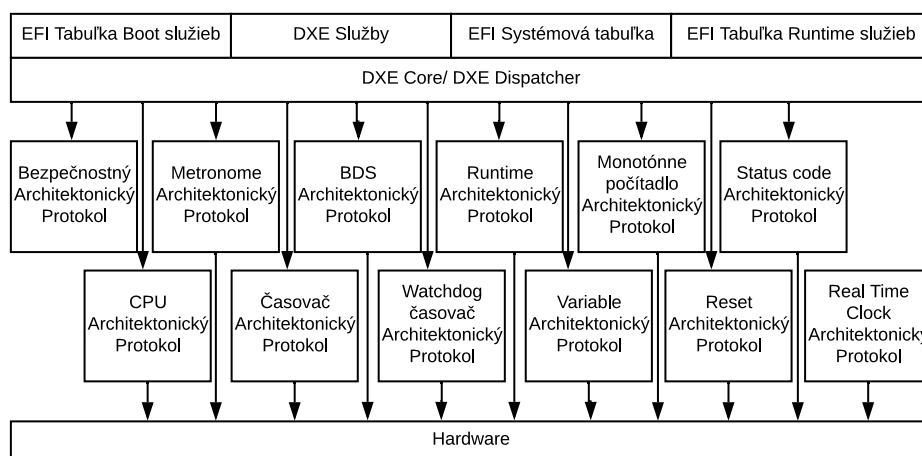 EFI Tabuľka Boot služieb
DXE Služby
EFI Systémová tabuľka
EFI Tabuľka Runtime služieb
DXE Core/ DXE Dispatcher
Bezpečnostný
Architektonický
Protokol
Metronome
Architektonický
Protokol
BDS
Architektonický
Protokol
Runtime
Architektonický
Protokol
Monotónne
počítadlo
Architektonický
Protokol
Status code
Architektonický
Protokol
CPU
Architektonický
Protokol
Časovač
Architektonický
Protokol
Watchdog
časovač
Architektonický
Protokol
Variable
Architektonický
Protokol
Reset
Architektonický
Protokol
Real Time
Clock
Architektonický
Protokol
Hardware